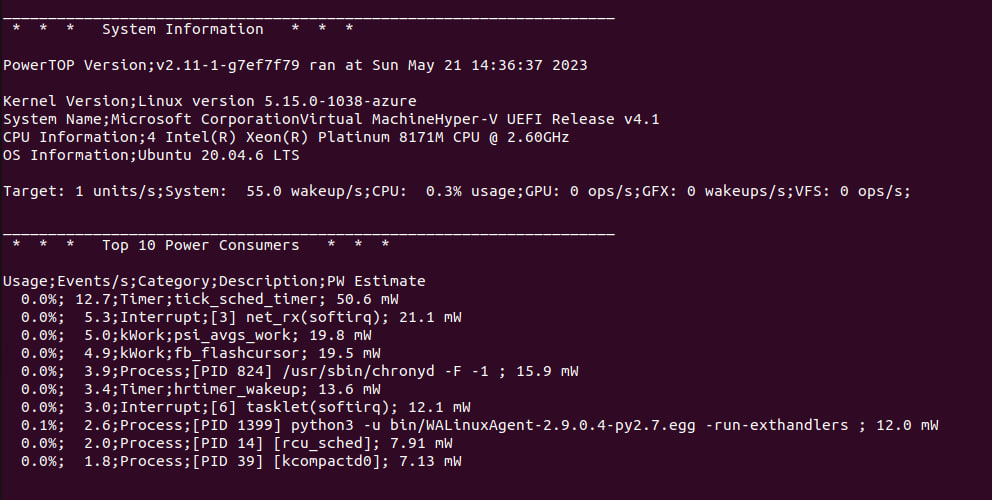 ____________________________________________________________________
* * * System Information * * *
PowerTOP Version;v2.11-1-g7ef7f79 ran at Sun May 21 14:36:37 2023
Kernel Version;Linux version 5.15.0-1038-azure
System Name;Microsoft CorporationVirtual MachineHyper-V UEFI Release v4.1
CPU Information;4 Intel(R) Xeon(R) Platinum 8171M CPU @ 2.60GHz
OS Information;Ubuntu 20.04.6 LTS
Target: 1 units/s;System:  55.0 wakeup/s;CPU:  0.3% usage;GPU: 0 ops/s;GFX: 0 wakeups/s;VFS: 0 ops/s;
____________________________________________________________________
* * * Top 10 Power Consumers * * *
Usage;Events/s;Category;Description;PW Estimate
0.0%; 12.7;Timer;tick_sched_timer; 50.6 mW
0.0%;  5.3;Interrupt;[3] net_rx(softirq); 21.1 mW
0.0%;  5.0;kWork;psi_avgs_work; 19.8 mW
0.0%;  4.9;kWork;fb_flashcursor; 19.5 mW
0.0%;  3.9;Process;[PID 824] /usr/sbin/chronyd -F -1 ; 15.9 mW
0.0%;  3.4;Timer;hrtimer_wakeup; 13.6 mW
0.0%;  3.0;Interrupt;[6] tasklet(softirq); 12.1 mW
0.1%;  2.6;Process;[PID 1399] python3 -u bin/WALinuxAgent-2.9.0.4-py2.7.egg -run-exthandlers ; 12.0 mW
0.0%;  2.0;Process;[PID 14] [rcu_sched]; 7.91 mW
0.0%;  1.8;Process;[PID 39] [kcompactd0]; 7.13 mW